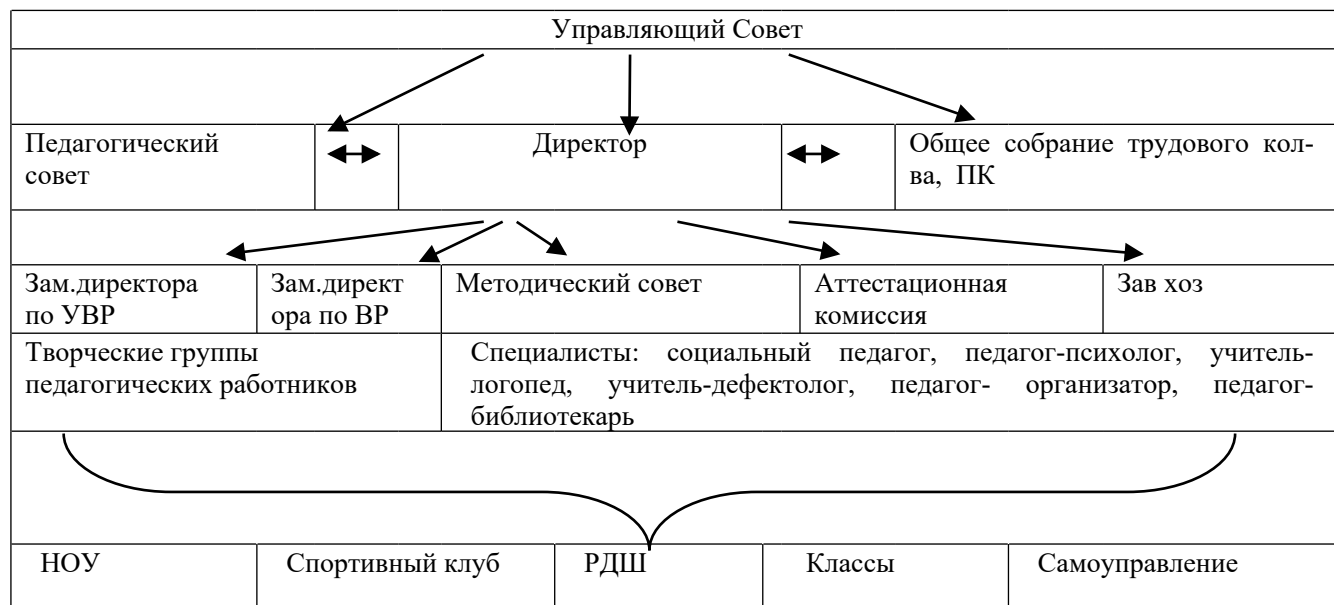 Управляющий Совет
Педагогический
совет
Директор
Общее собрание трудового кол-
ва, ПК
Зам.директора
по УВР
Зам.директ
ора по ВР
Методический совет
Аттестационная
комиссия
Зав хоз
Творческие группы
педагогических работников
Специалисты: социальный педагог, педагог-психолог, учитель-
логопед, учитель-дефектолог, педагог- организатор, педагог-
библиотекарь
НОУ
Спортивный клуб
РДШ
Классы
Самоуправление